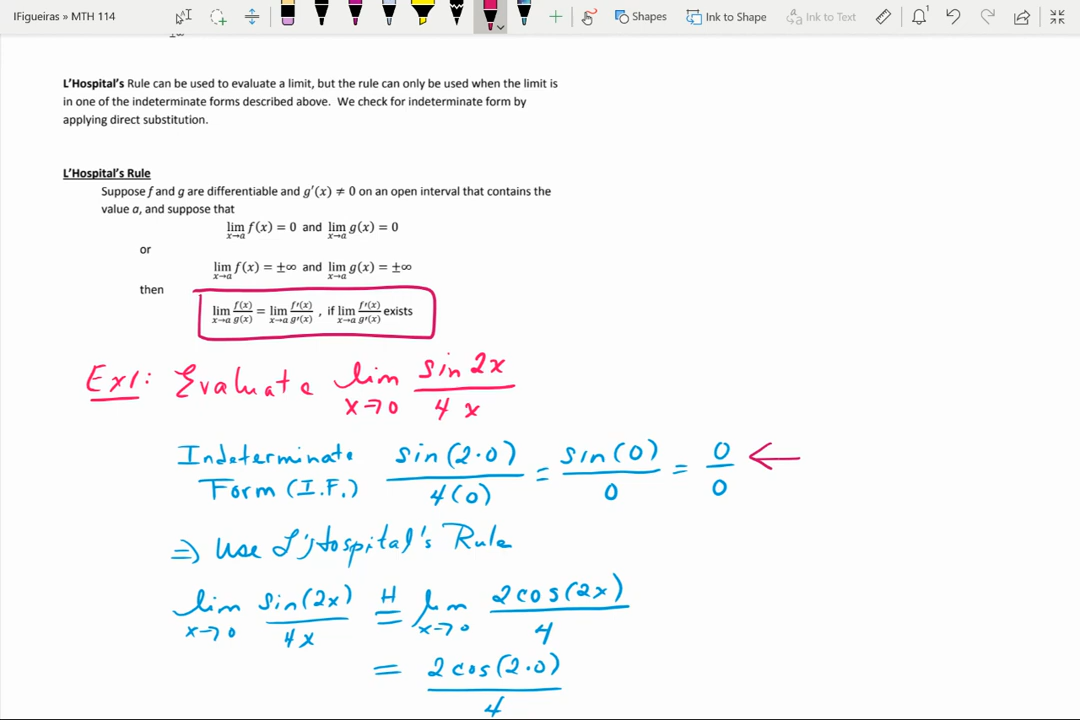 IFigueiras » MTH 114
Shapes
Ink to Shape
Ink to Text
±∞
L'Hospital's Rule can be used to evaluate a limit, but the rule can only be used when the limit is
in one of the indeterminate forms described above. We check for indeterminate form by
applying direct substitution.
L'Hospital's Rule
Suppose f and g are differentiable and g′(x) ≠ 0 on an open interval that contains the
value a, and suppose that
lim x→a f(x) = 0 and lim x→a g(x) = 0
or
lim x→a f(x) = ±∞ and lim x→a g(x) = ±∞
then
lim x→a f(x)/g(x) = lim x→a f′(x)/g′(x) , if lim x→a f′(x)/g′(x) exists
Ex1: Evaluate lim x→0 sin 2x / 4x
Indeterminate Form (I.F.) sin(2·0)/4(0) = sin(0)/0 = 0/0 ←
⇒ Use L'Hospital's Rule
lim x→0 sin(2x)/4x H= lim x→0 2cos(2x)/4
= 2cos(2·0)/4